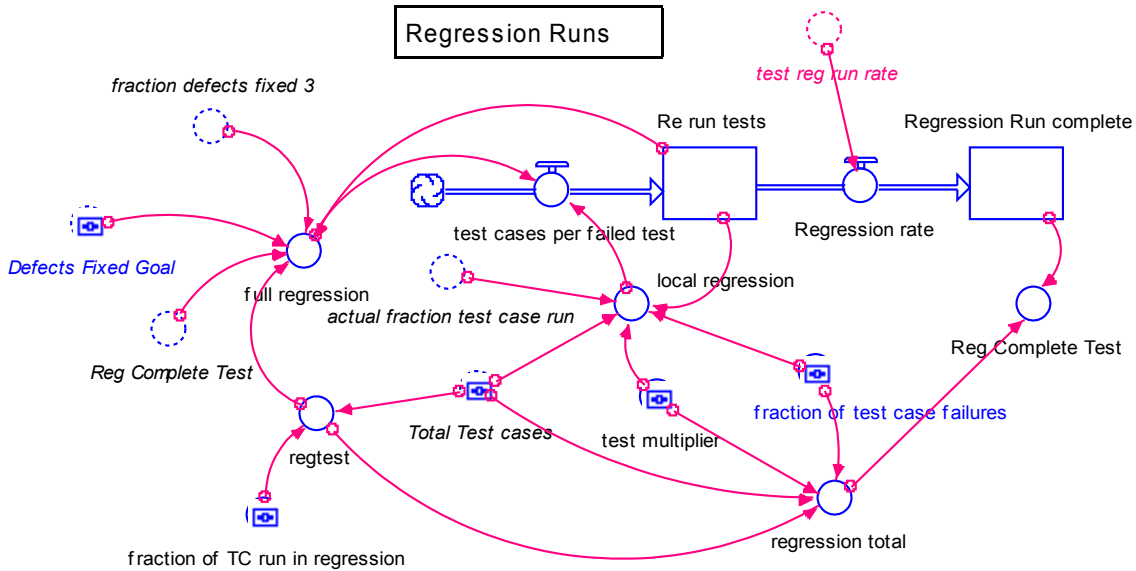 Regression Runs
fraction defects fixed 3
test reg run rate
Re run tests
Regression Run complete
test cases per failed test
Regression rate
Defects Fixed Goal
full regression
local regression
actual fraction test case run
Reg Complete Test
Reg Complete Test
Total Test cases
test multiplier
fraction of test case failures
regtest
regression total
fraction of TC run in regression